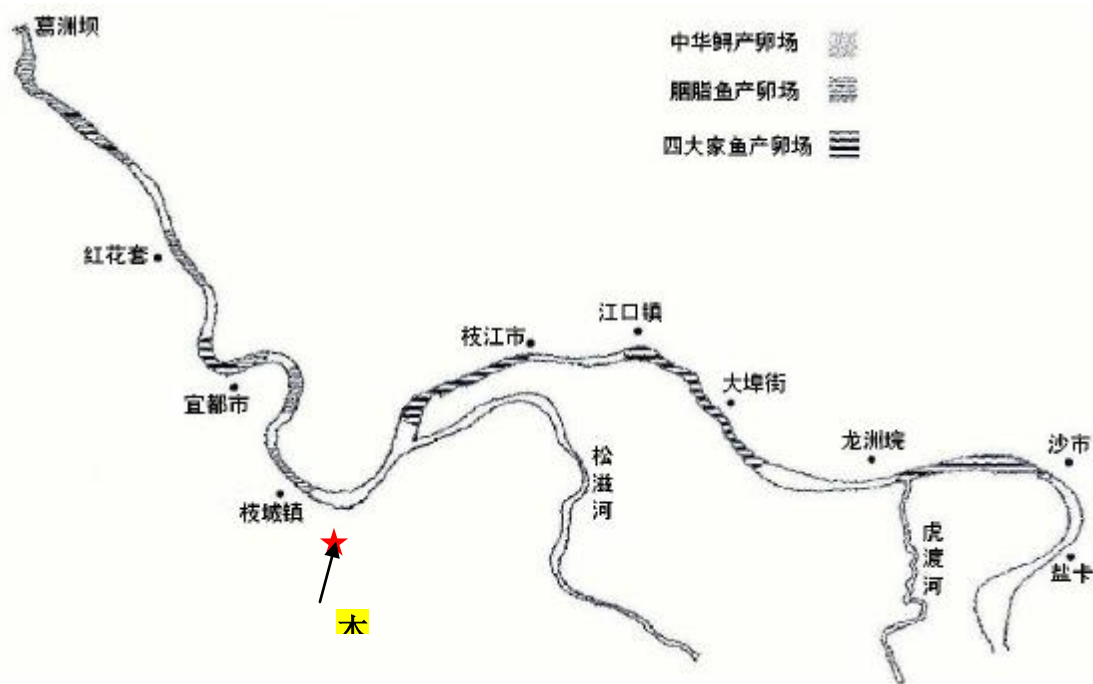 葛洲坝
中华鲟产卵场
胭脂鱼产卵场
四大家鱼产卵场
红花套
宜都市
枝城镇
枝江市
江口镇
大埠街
龙洲垸
沙市
盐卡
松滋河
虎渡河